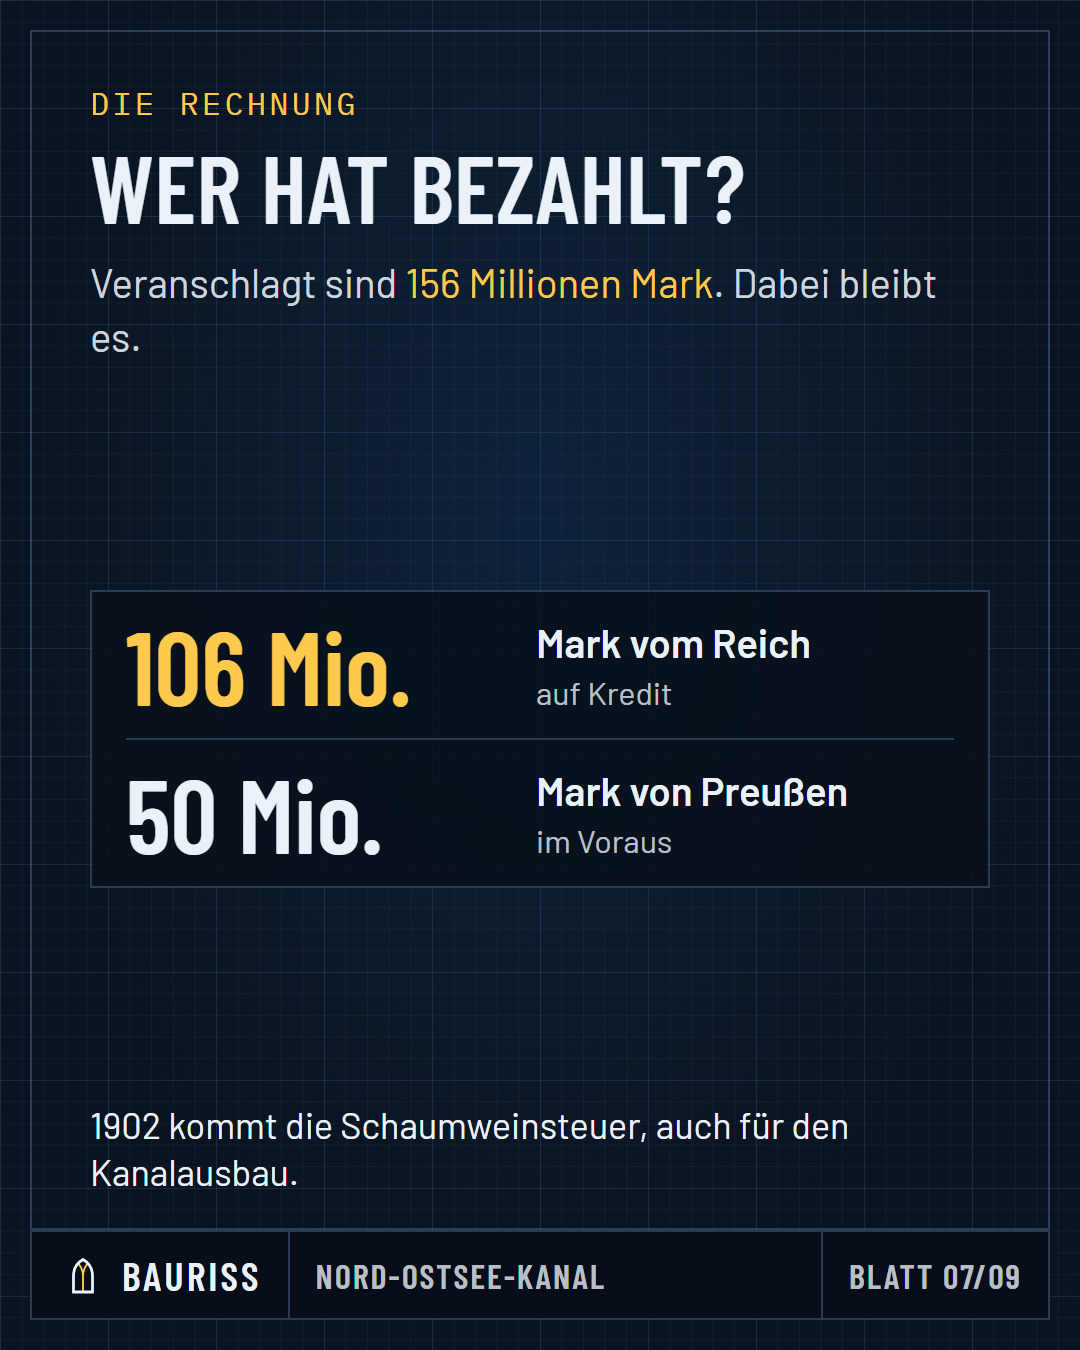 DIE RECHNUNG
WER HAT BEZAHLT?
Veranschlagt sind 156 Millionen Mark. Dabei bleibt
es.
106 Mio.
Mark vom Reich
auf Kredit
50 Mio.
Mark von Preußen
im Voraus
1902 kommt die Schaumweinsteuer, auch für den
Kanalausbau.
BAURISS
NORD-OSTSEE-KANAL
BLATT 07/09